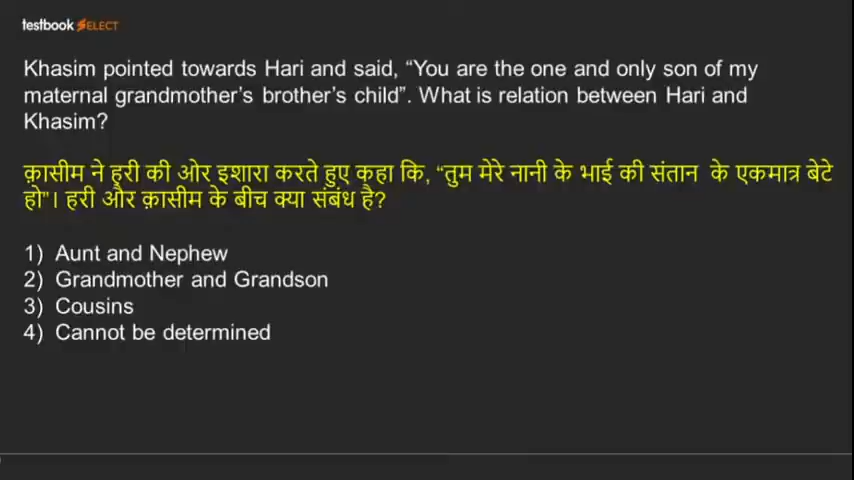 testbook SELECT
Khasim pointed towards Hari and said, “You are the one and only son of my
maternal grandmother’s brother’s child”. What is relation between Hari and
Khasim?
क़ासीम ने हरी की ओर इशारा करते हुए कहा कि, “तुम मेरे नानी के भाई की संतान के एकमात्र बेटे
हो”। हरी और क़ासीम के बीच क्या संबंध है?
1) Aunt and Nephew
2) Grandmother and Grandson
3) Cousins
4) Cannot be determined